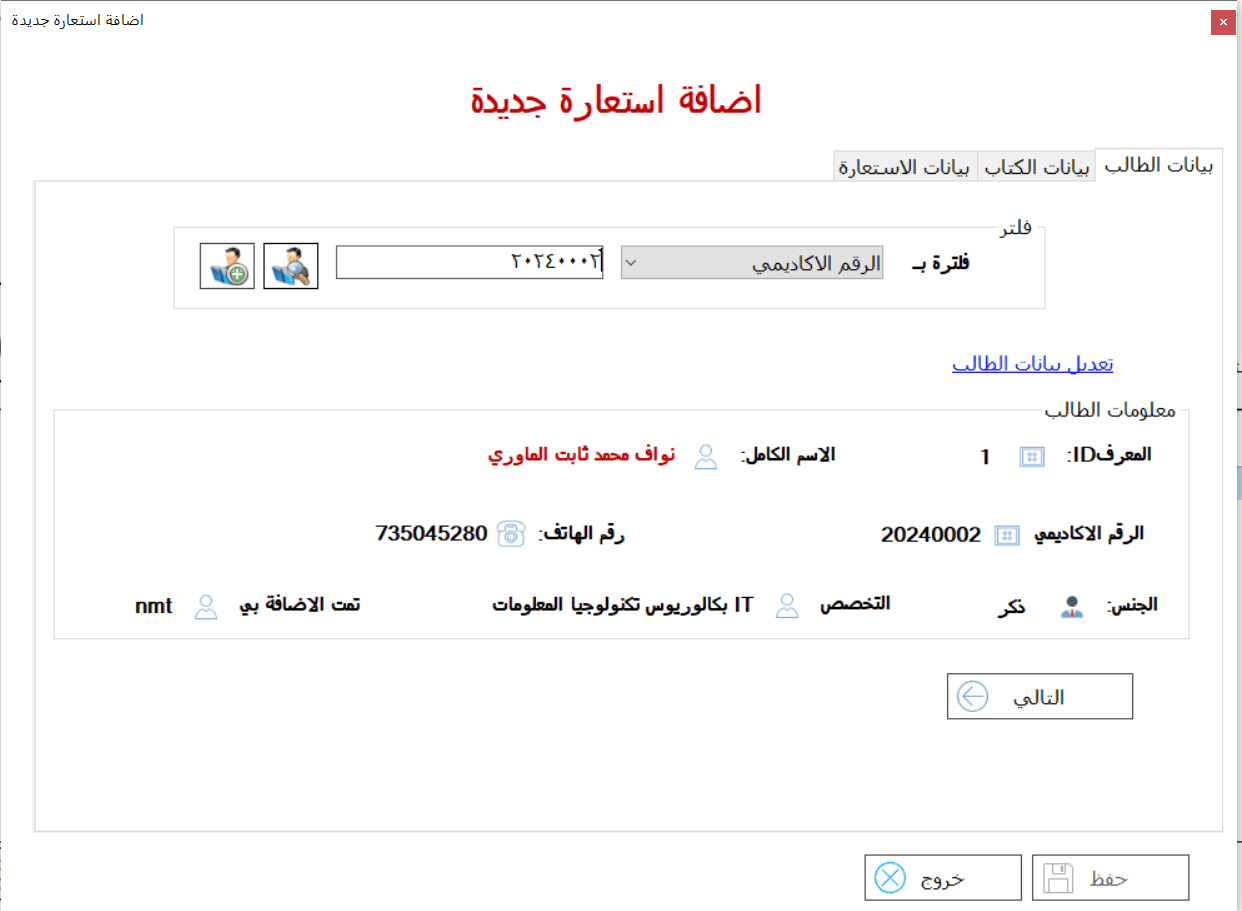 اضافة استعارة جديدة
اضافة استعارة جديدة
بيانات الطالب بيانات الكتاب بيانات الاستعارة
فلتر
فلترة بـ الرقم الاكاديمي ٢٠٢٤٠٠٠٢
تعديل بيانات الطالب
معلومات الطالب
المعرفID: 1 الاسم الكامل: نواف محمد ثابت الماوري
الرقم الاكاديمي 20240002 رقم الهاتف: 735045280
الجنس: ذكر التخصص IT بكالوريوس تكنولوجيا المعلومات تمت الاضافة بي nmt
التالي
حفظ خروج